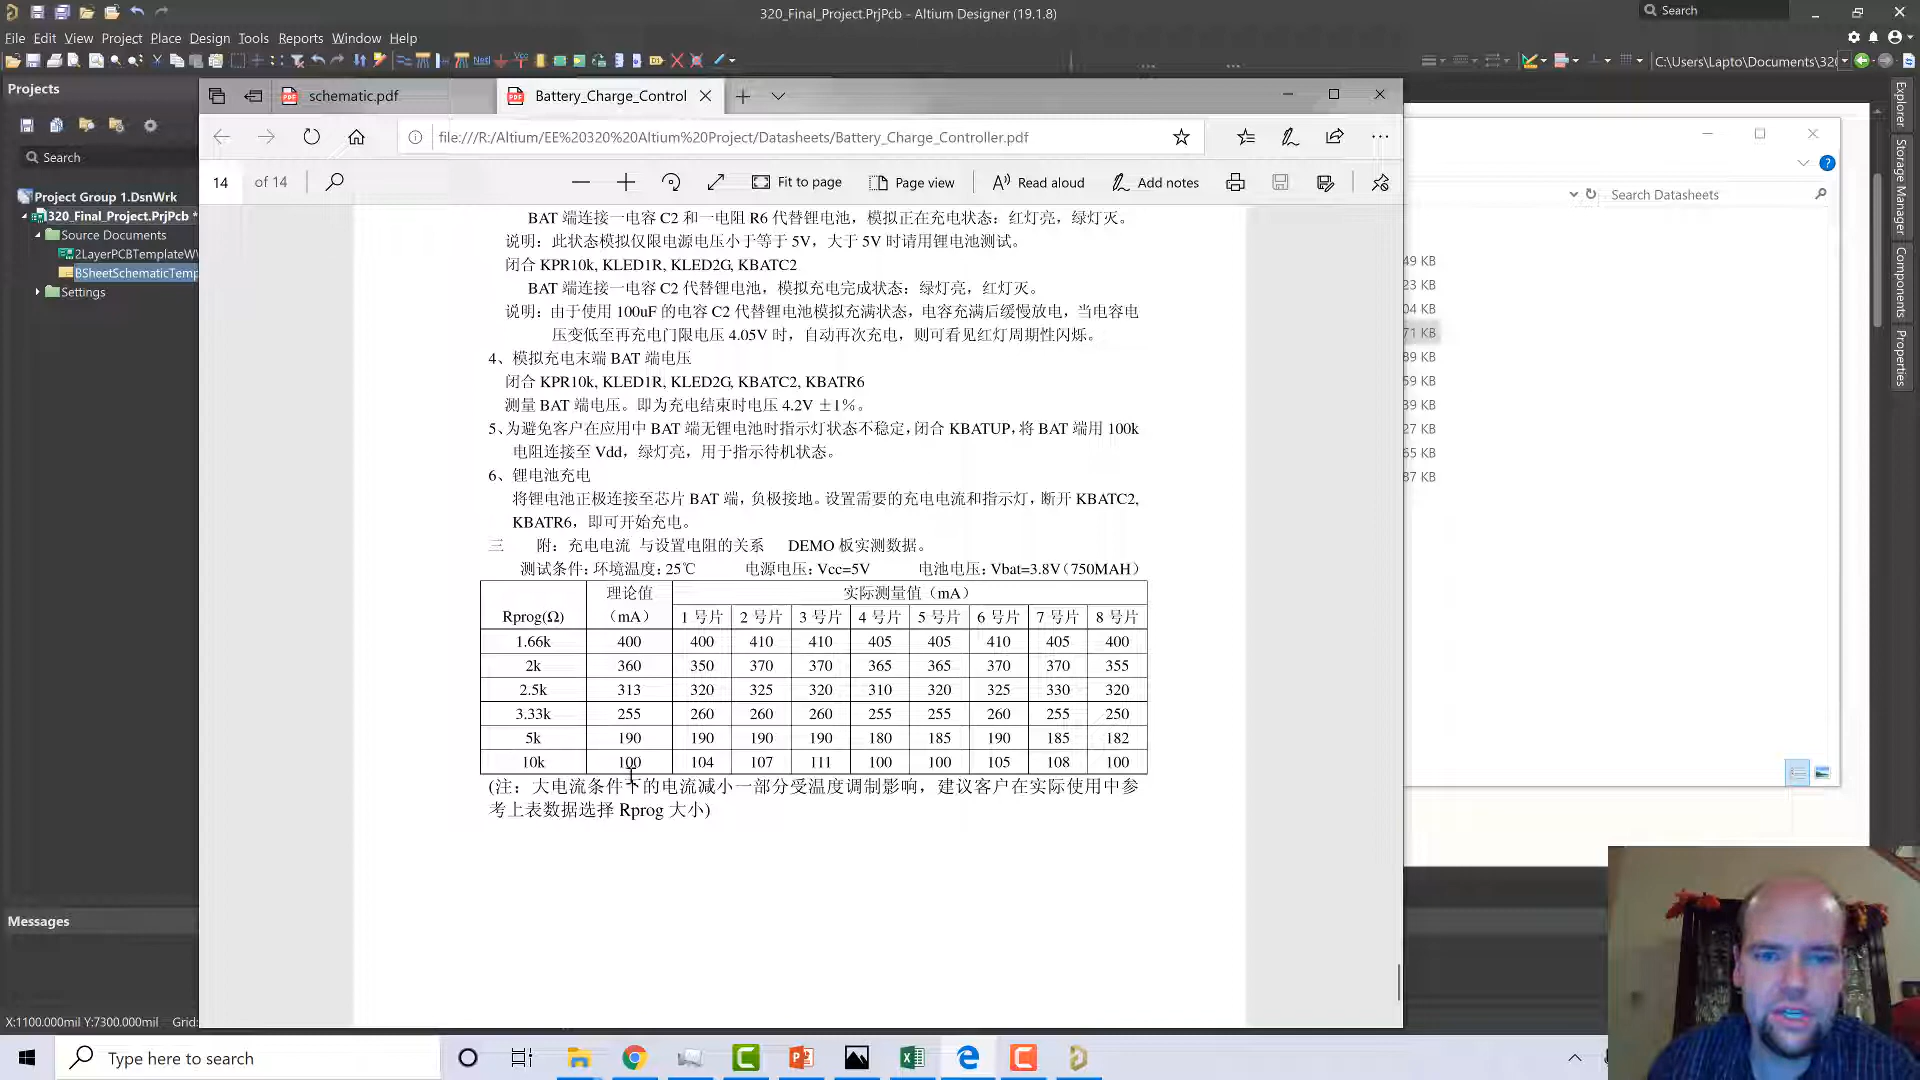 320_Final_Project.PrjPcb - Altium Designer (19.1.8)
Search
File Edit View Project Place Design Tools Reports Window Help
C:\Users\Lapto\Documents\320
Projects
schematic.pdf
Battery_Charge_Control
file:///R:/Altium/EE%20320%20Altium%20Project/Datasheets/Battery_Charge_Controller.pdf
Search
14 of 14
Fit to page
Page view
Read aloud
Add notes
Search Datasheets
Project Group 1.DsnWrk
320_Final_Project.PrjPcb *
Source Documents
2LayerPCBTemplateW
BSheetSchematicTemp
Settings
BAT 端连接一电容 C2 和一电阻 R6 代替锂电池，模拟正在充电状态：红灯亮，绿灯灭。
说明：此状态模拟仅限电源电压小于等于 5V，大于 5V 时请用锂电池测试。
闭合 KPR10k, KLED1R, KLED2G, KBATC2
BAT 端连接一电容 C2 代替锂电池，模拟充电完成状态：绿灯亮，红灯灭。
说明：由于使用 100uF 的电容 C2 代替锂电池模拟充满状态，电容充满后缓慢放电，当电容电
压变低至再充电门限电压 4.05V 时，自动再次充电，则可看见红灯周期性闪烁。
4、模拟充电末端 BAT 端电压
闭合 KPR10k, KLED1R, KLED2G, KBATC2, KBATR6
测量 BAT 端电压。即为充电结束时电压 4.2V ±1%。
5、为避免客户在应用中 BAT 端无锂电池时指示灯状态不稳定，闭合 KBATUP，将 BAT 端用 100k
电阻连接至 Vdd，绿灯亮，用于指示待机状态。
6、锂电池充电
将锂电池正极连接至芯片 BAT 端，负极接地。设置需要的充电电流和指示灯，断开 KBATC2,
KBATR6，即可开始充电。
三 附：充电电流 与设置电阻的关系 DEMO 板实测数据。
测试条件：环境温度：25℃ 电源电压：Vcc=5V 电池电压：Vbat=3.8V（750MAH）
Rprog(Ω) 理论值（mA） 实际测量值（mA）
1 号片 2 号片 3 号片 4 号片 5 号片 6 号片 7 号片 8 号片
1.66k 400 400 410 410 405 405 410 405 400
2k 360 350 370 370 365 365 370 370 355
2.5k 313 320 325 320 310 320 325 330 320
3.33k 255 260 260 260 255 255 260 255 250
5k 190 190 190 190 180 185 190 185 182
10k 100 104 107 111 100 100 105 108 100
(注：大电流条件下的电流减小一部分受温度调制影响，建议客户在实际使用中参
考上表数据选择 Rprog 大小)
49 KB
23 KB
04 KB
71 KB
89 KB
59 KB
39 KB
27 KB
65 KB
87 KB
Explorer
Storage Manager
Components
Properties
Messages
X:1100.000mil Y:7300.000mil Grid:
Type here to search